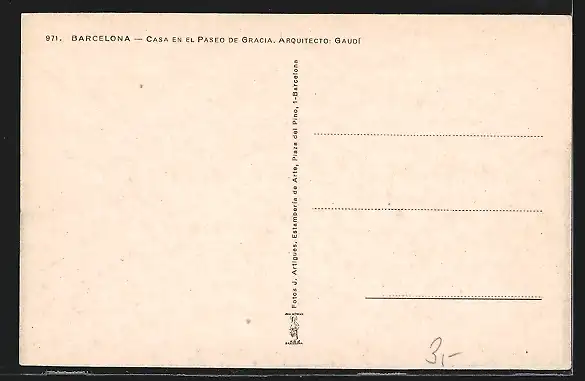 971. BARCELONA — CASA EN EL PASEO DE GRACIA. ARQUITECTO: GAUDÍ
Fotos J. Artigues. Estampería de Arte, Plaza del Pino, 1-Barcelona
3,-